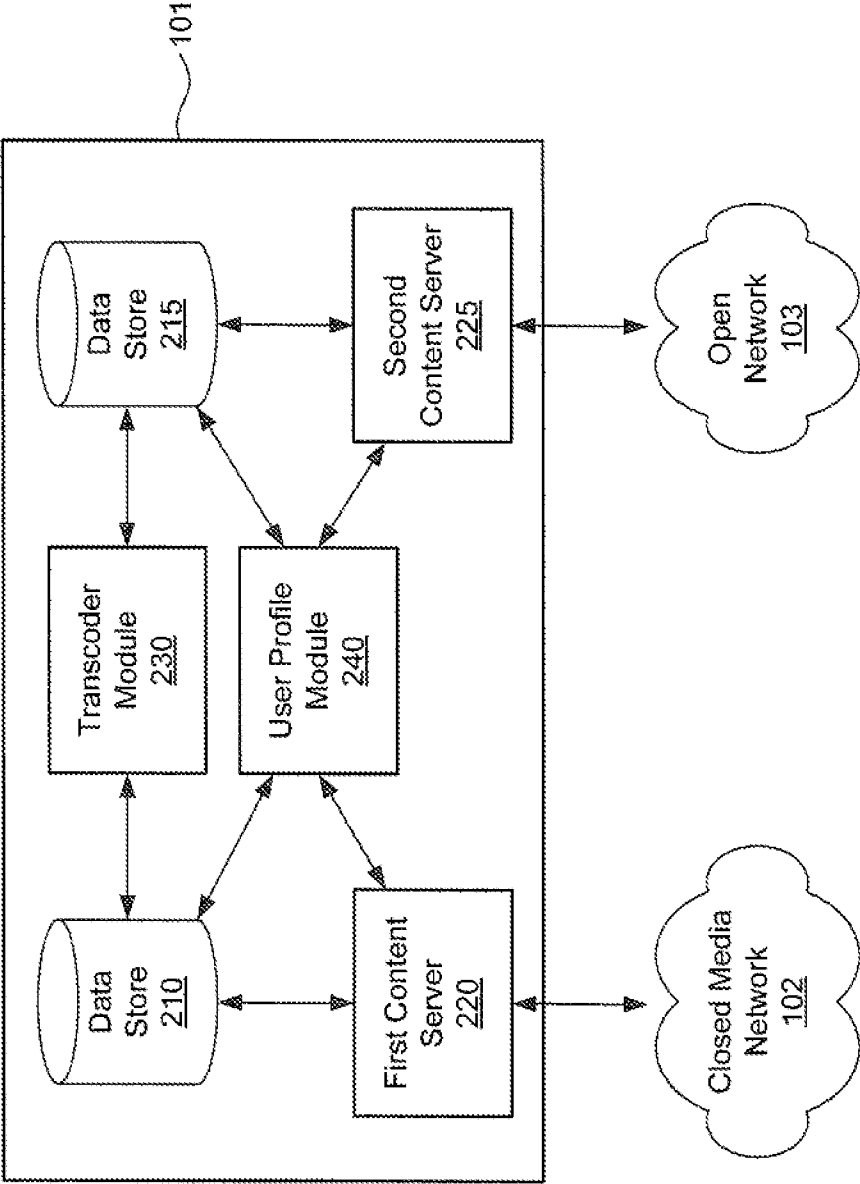 101
Data
Store
210
Transcoder
Module
230
Data
Store
215
User Profile
Module
240
First Content
Server
220
Second
Content Server
225
Closed Media
Network
102
Open
Network
103